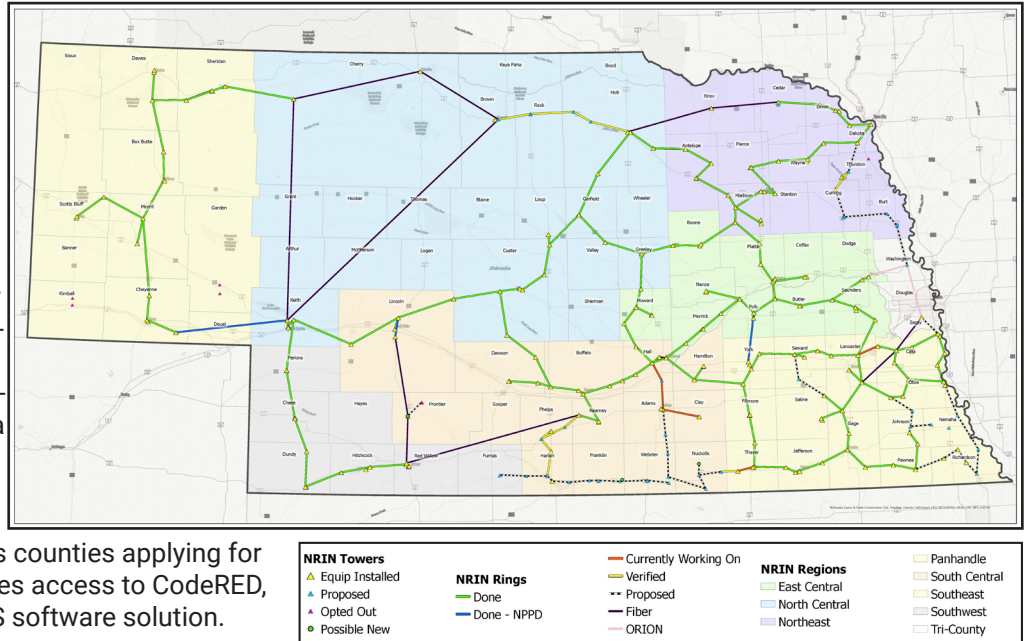 Sioux
Dawes
Sheridan
Cherry
Keya Paha
Boyd
Holt
Brown
Rock
Knox
Cedar
Dixon
Dakota
Box Butte
Antelope
Pierce
Wayne
Thurston
Scotts Bluff
Morrill
Garden
Grant
Hooker
Thomas
Blaine
Loup
Garfield
Wheeler
Madison
Stanton
Cuming
Burt
Banner
Arthur
McPherson
Logan
Custer
Valley
Greeley
Boone
Platte
Colfax
Dodge
Washington
Kimball
Cheyenne
Deuel
Keith
Lincoln
Sherman
Howard
Nance
Merrick
Polk
Butler
Saunders
Douglas
Sarpy
Perkins
Dawson
Buffalo
Hall
Hamilton
York
Seward
Lancaster
Cass
Otoe
Chase
Hayes
Frontier
Gosper
Phelps
Kearney
Adams
Clay
Fillmore
Saline
Gage
Johnson
Nemaha
Dundy
Hitchcock
Red Willow
Furnas
Harlan
Franklin
Webster
Nuckolls
Thayer
Jefferson
Pawnee
Richardson
s counties applying for
es access to CodeRED,
S software solution.
NRIN Towers
Equip Installed
Proposed
Opted Out
Possible New
NRIN Rings
Done
Done - NPPD
Currently Working On
Verified
Proposed
Fiber
ORION
NRIN Regions
East Central
North Central
Northeast
Panhandle
South Central
Southeast
Southwest
Tri-County